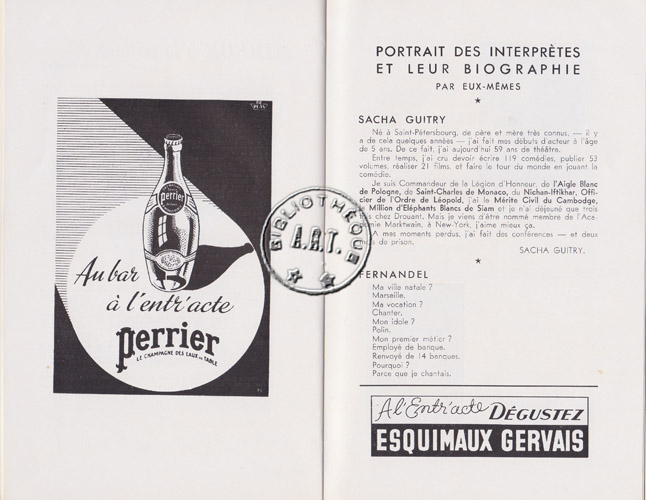 perrier
Au bar
à l'entr'acte
perrier
LE CHAMPAGNE DES EAUX DE TABLE
BIBLIOTHÈQUE
A.R.T.
PORTRAIT DES INTERPRÈTES
ET LEUR BIOGRAPHIE
PAR EUX-MÊMES
SACHA GUITRY
Né à Saint-Pétersbourg, de père et mère très connus, — il y
a de cela quelques années — j'ai fait mes débuts d'acteur à l'âge
de 5 ans. De ce fait, j'ai aujourd'hui 59 ans de théâtre.
Entre temps, j'ai cru devoir écrire 119 comédies, publier 53
volumes, réaliser 21 films, et faire le tour du monde en jouant la
comédie.
Je suis Commandeur de la Légion d'Honneur, de l'Aigle Blanc
de Pologne, de Saint-Charles de Monaco, du Nichan-Iftikhar, Offi-
cier de l'Ordre de Léopold, j'ai le Mérite Civil du Cambodge,
le Million d'Eléphants Blancs de Siam et je n'ai déjeuné que trois
fois chez Drouant. Mais je viens d'être nommé membre de l'Aca-
démie Marktwain, à New-York, j'aime mieux ça.
A mes moments perdus, j'ai fait des conférences — et deux
mois de prison.
SACHA GUITRY.
FERNANDEL
Ma ville natale ?
Marseille.
Ma vocation ?
Chanter.
Mon idole ?
Polin.
Mon premier métier ?
Employé de banque.
Renvoyé de 14 banques.
Pourquoi ?
Parce que je chantais.
A l'Entr'acte DÉGUSTEZ
ESQUIMAUX GERVAIS